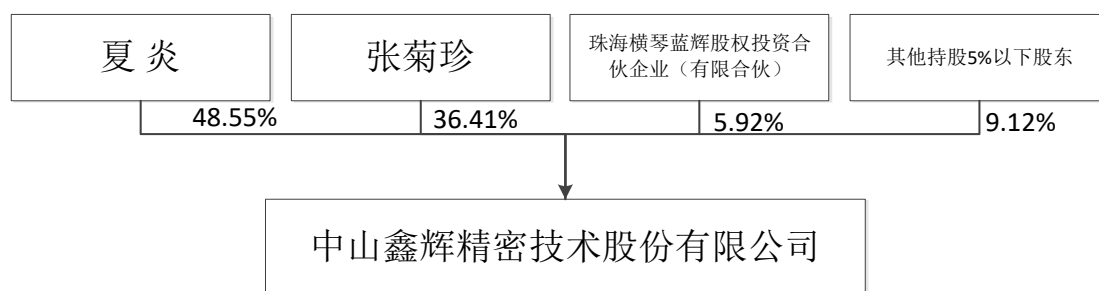 夏 炎
张菊珍
珠海横琴蓝辉股权投资合
伙企业（有限合伙）
其他持股5%以下股东
48.55%
36.41%
5.92%
9.12%
中山鑫辉精密技术股份有限公司